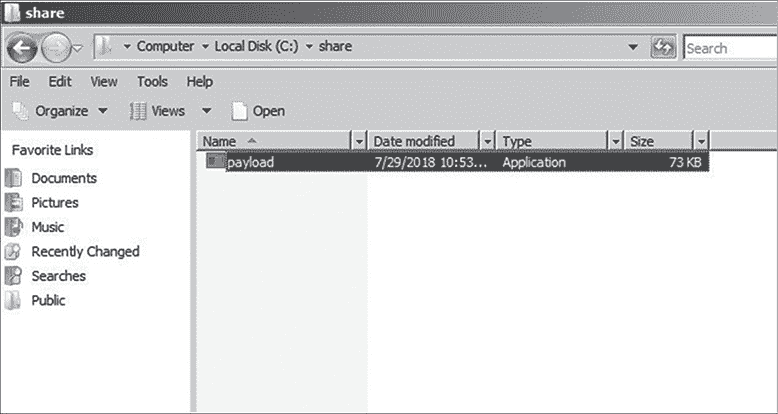 share
Computer Local Disk (C:) share Search
File Edit View Tools Help
Organize Views Open
Favorite Links
Documents
Pictures
Music
Recently Changed
Searches
Public
Name Date modified Type Size
payload 7/29/2018 10:53... Application 73 KB